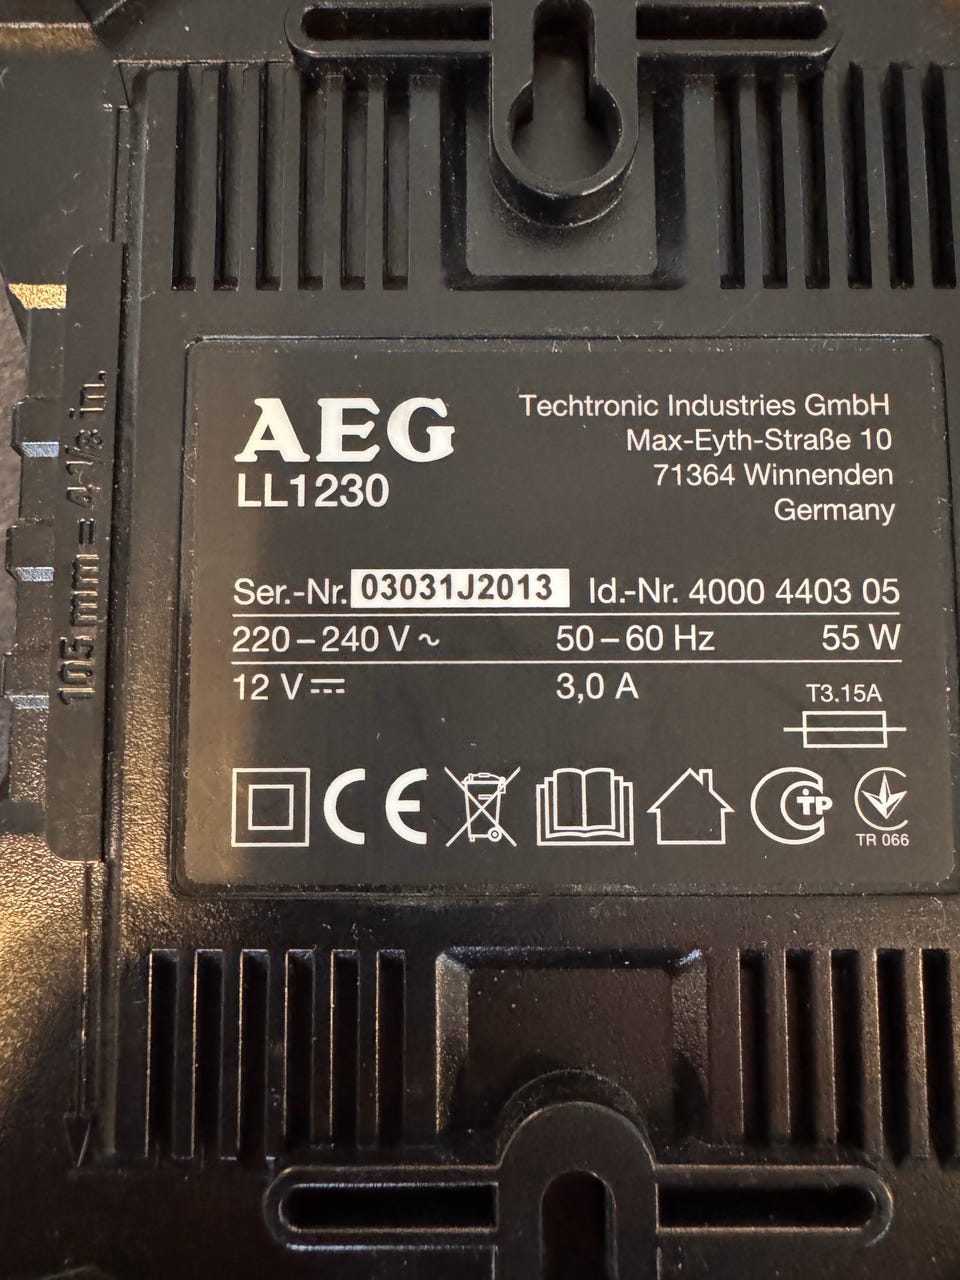 AEG
LL1230
Techtronic Industries GmbH
Max-Eyth-Straße 10
71364 Winnenden
Germany
Ser.-Nr. 03031J2013 Id.-Nr. 4000 4403 05
220–240 V ~ 50–60 Hz 55 W
12 V ⎓ 3,0 A
T3.15A
CE
TP
TR 066
105 mm = 4 1/8 in.